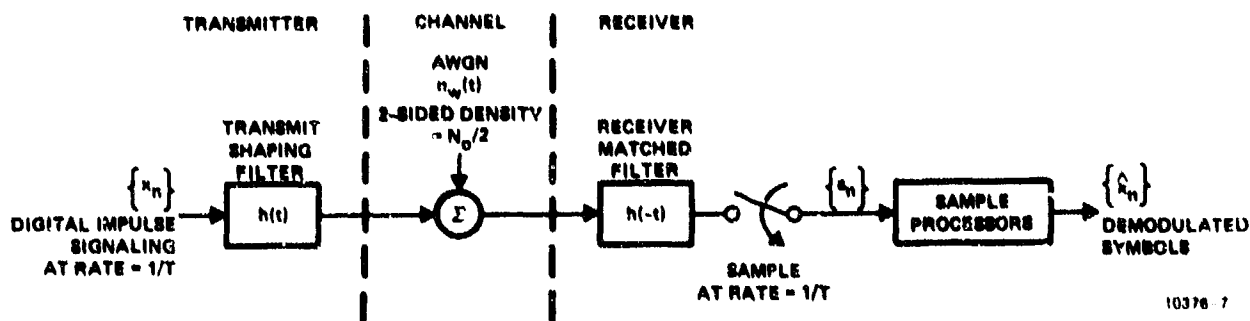 TRANSMITTER
CHANNEL
RECEIVER
AWGN
n_w(t)
2-SIDED DENSITY
= N_o/2
TRANSMIT
SHAPING
FILTER
RECEIVER
MATCHED
FILTER
{x_n}
h(t)
Σ
h(-t)
{s_n}
SAMPLE
PROCESSORS
{x̂_n}
DIGITAL IMPULSE
SIGNALING
AT RATE = 1/T
DEMODULATED
SYMBOLS
SAMPLE
AT RATE = 1/T
10376-7